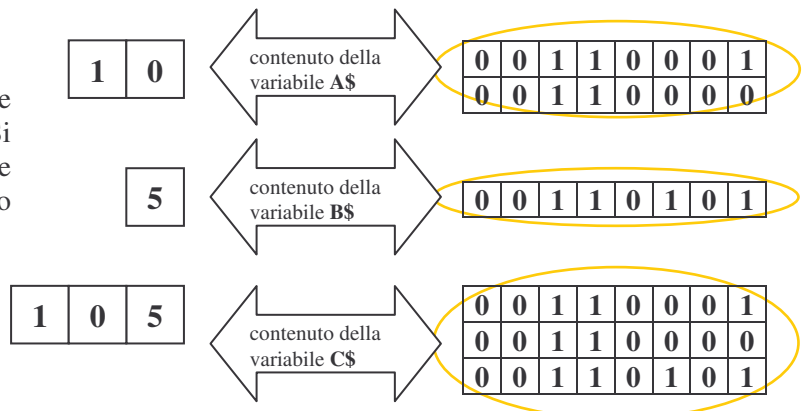 1 0
contenuto della
variabile A$
0 0 1 1 0 0 0 1
0 0 1 1 0 0 0 0
e
i
e
o
5
contenuto della
variabile B$
0 0 1 1 0 1 0 1
1 0 5
contenuto della
variabile C$
0 0 1 1 0 0 0 1
0 0 1 1 0 0 0 0
0 0 1 1 0 1 0 1